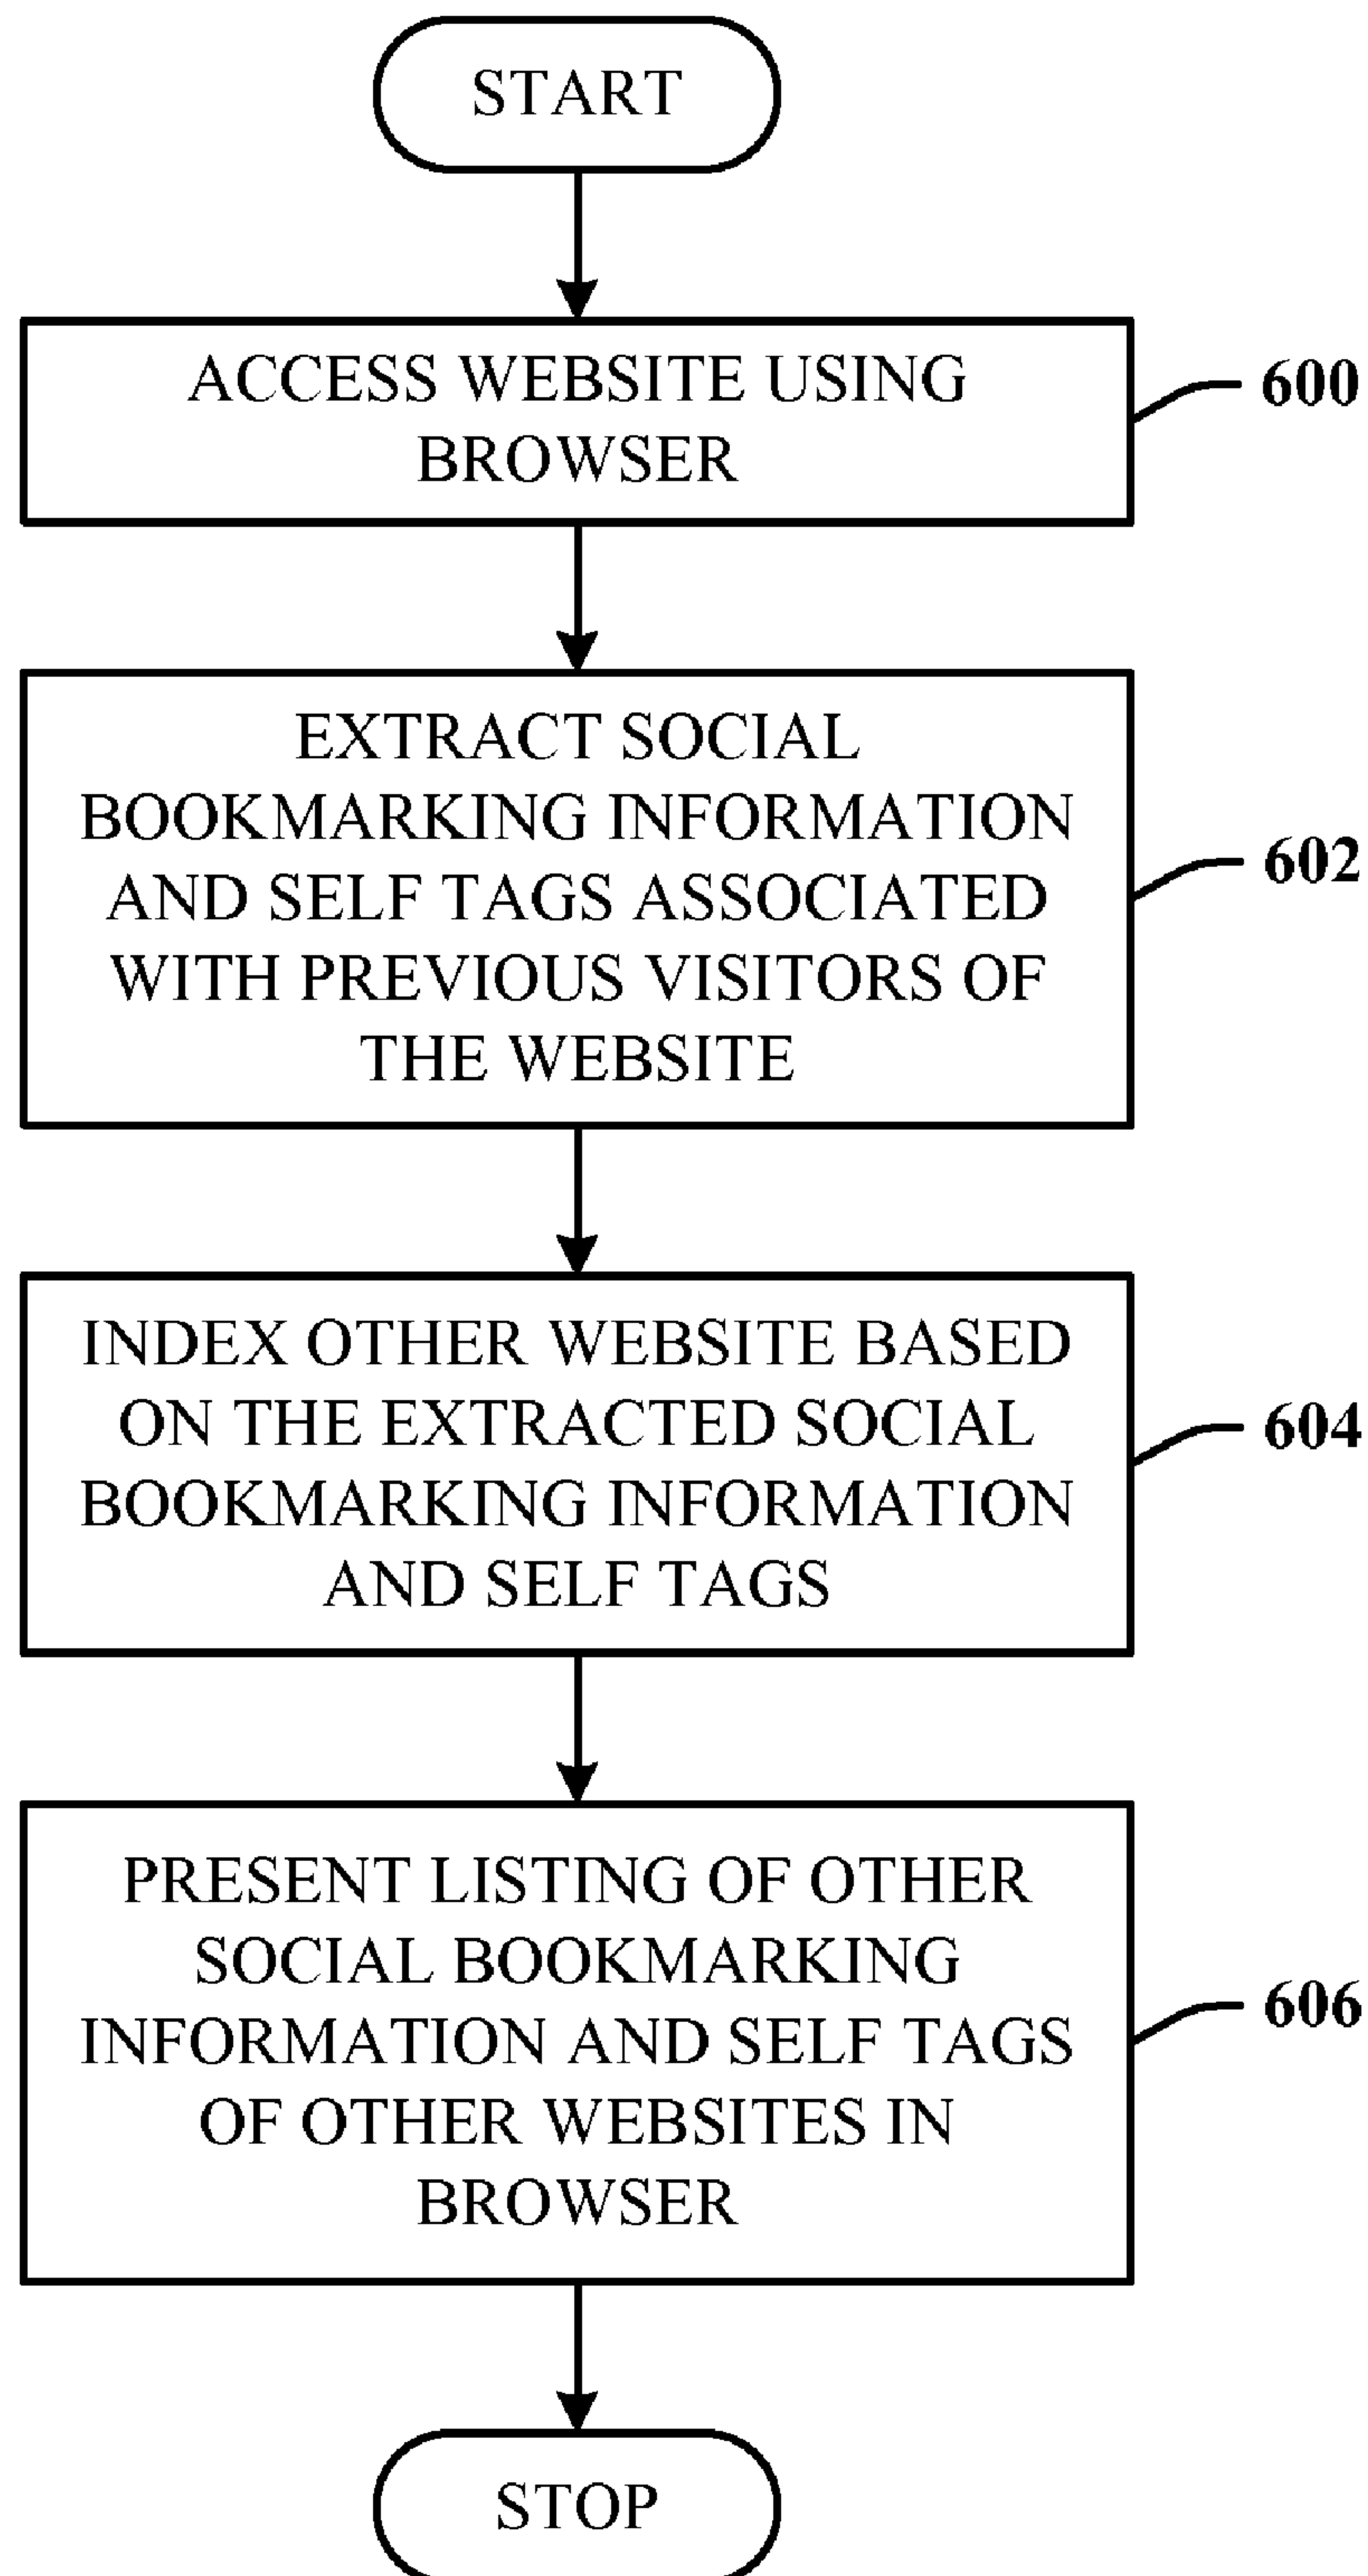 START
ACCESS WEBSITE USING
BROWSER
600
EXTRACT SOCIAL
BOOKMARKING INFORMATION
AND SELF TAGS ASSOCIATED
WITH PREVIOUS VISITORS OF
THE WEBSITE
602
INDEX OTHER WEBSITE BASED
ON THE EXTRACTED SOCIAL
BOOKMARKING INFORMATION
AND SELF TAGS
604
PRESENT LISTING OF OTHER
SOCIAL BOOKMARKING
INFORMATION AND SELF TAGS
OF OTHER WEBSITES IN
BROWSER
606
STOP